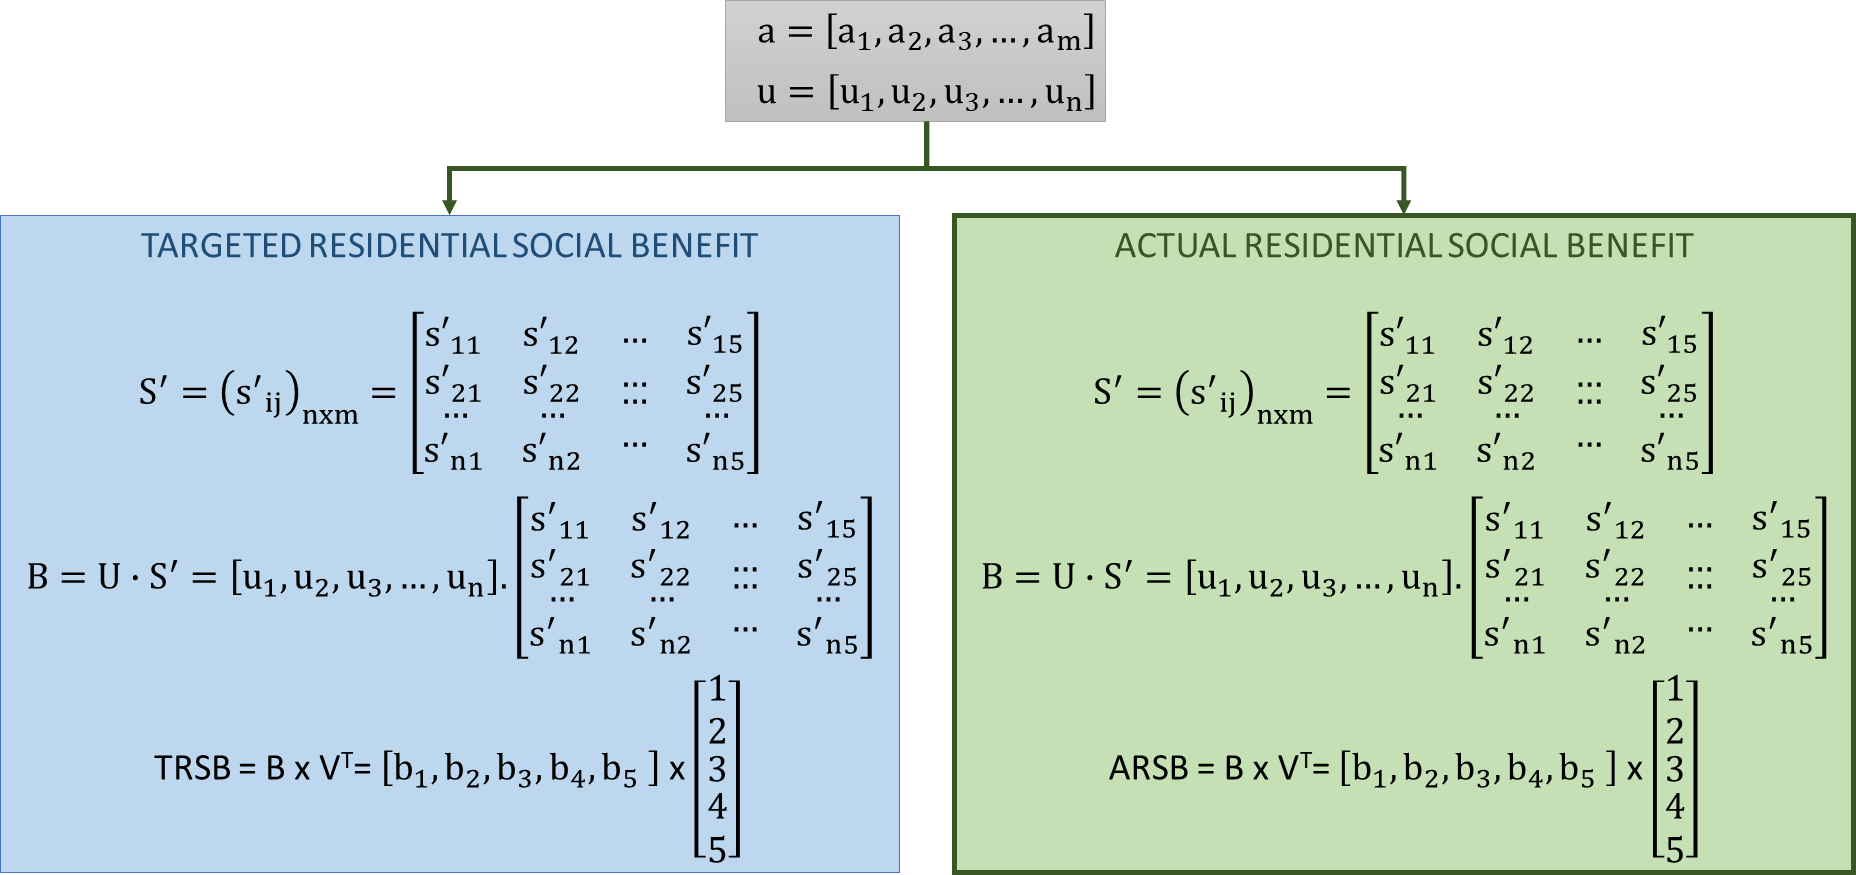 a = [a₁, a₂, a₃, …, aₘ]
u = [u₁, u₂, u₃, …, uₙ]
TARGETED RESIDENTIAL SOCIAL BENEFIT
S′ = (s′ᵢⱼ)ₙₓₘ = [
s′₁₁ s′₁₂ … s′₁₅
s′₂₁ s′₂₂ … s′₂₅
… … … …
s′ₙ₁ s′ₙ₂ … s′ₙ₅
]
B = U · S′ = [u₁, u₂, u₃, …, uₙ]. [
s′₁₁ s′₁₂ … s′₁₅
s′₂₁ s′₂₂ … s′₂₅
… … … …
s′ₙ₁ s′ₙ₂ … s′ₙ₅
]
TRSB = B x Vᵀ= [b₁, b₂, b₃, b₄, b₅ ] x [
1
2
3
4
5
]
ACTUAL RESIDENTIAL SOCIAL BENEFIT
S′ = (s′ᵢⱼ)ₙₓₘ = [
s′₁₁ s′₁₂ … s′₁₅
s′₂₁ s′₂₂ … s′₂₅
… … … …
s′ₙ₁ s′ₙ₂ … s′ₙ₅
]
B = U · S′ = [u₁, u₂, u₃, …, uₙ]. [
s′₁₁ s′₁₂ … s′₁₅
s′₂₁ s′₂₂ … s′₂₅
… … … …
s′ₙ₁ s′ₙ₂ … s′ₙ₅
]
ARSB = B x Vᵀ= [b₁, b₂, b₃, b₄, b₅ ] x [
1
2
3
4
5
]